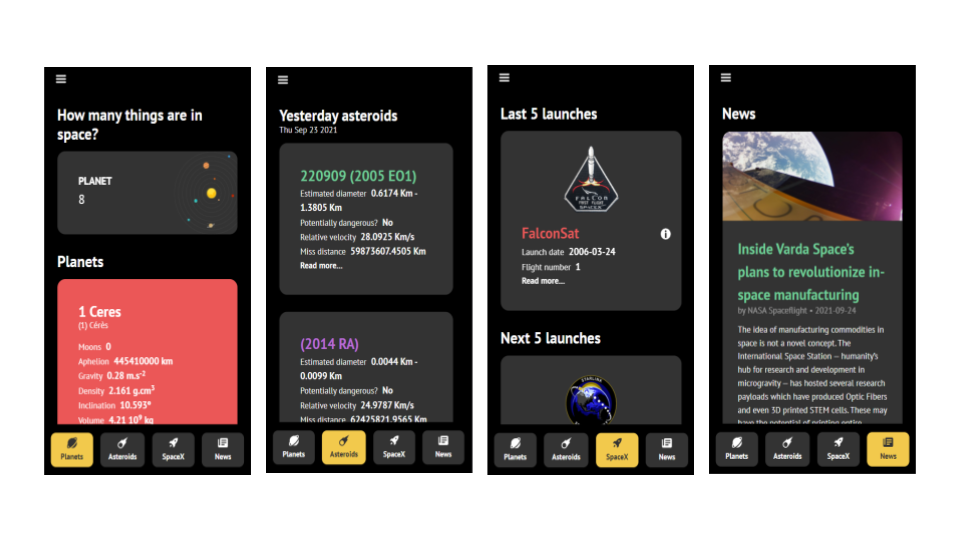 How many things are in
space?
PLANET
8
Planets
1 Ceres
(1) Cérès
Moons 0
Aphelion 445410000 km
Gravity 0.28 m.s-2
Density 2.161 g.cm3
Inclination 10.593°
Volume 4.21 10⁹ kg
Planets
Asteroids
SpaceX
News
Yesterday asteroids
Thu Sep 23 2021
220909 (2005 EO1)
Estimated diameter 0.6174 Km -
1.3805 Km
Potentially dangerous? No
Relative velocity 28.0925 Km/s
Miss distance 59873607.4505 Km
Read more...
(2014 RA)
Estimated diameter 0.0044 Km -
0.0099 Km
Potentially dangerous? No
Relative velocity 24.9787 Km/s
Miss distance 62425821.9565 Km
Planets
Asteroids
SpaceX
News
Last 5 launches
FALCON
FIRST FLIGHT
FalconSat
Launch date 2006-03-24
Flight number 1
Read more...
Next 5 launches
STARLINK
Planets
Asteroids
SpaceX
News
News
Inside Varda Space's
plans to revolutionize in-
space manufacturing
by NASA Spaceflight • 2021-09-24
The idea of manufacturing commodities in
space is not a novel concept. The
International Space Station — humanity's
hub for research and development in
microgravity — has hosted several research
payloads which have produced Optic Fibers
and even 3D printed STEM cells. These may
have the potential of printing entire
Planets
Asteroids
SpaceX
News